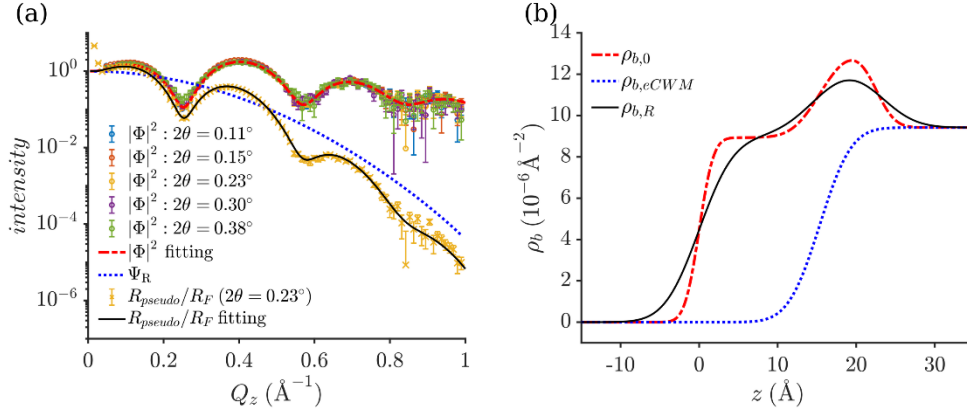 (a)
intensity
10^0
10^-2
10^-4
10^-6
|Φ|² : 2θ = 0.11°
|Φ|² : 2θ = 0.15°
|Φ|² : 2θ = 0.23°
|Φ|² : 2θ = 0.30°
|Φ|² : 2θ = 0.38°
|Φ|² fitting
Ψ_R
R_pseudo/R_F (2θ = 0.23°)
R_pseudo/R_F fitting
0 0.2 0.4 0.6 0.8 1
Q_z (Å^-1)
(b)
ρ_b (10^-6 Å^-2)
14
12
10
8
6
4
2
0
ρ_b,0
ρ_b,eCWM
ρ_b,R
-10 0 10 20 30
z (Å)